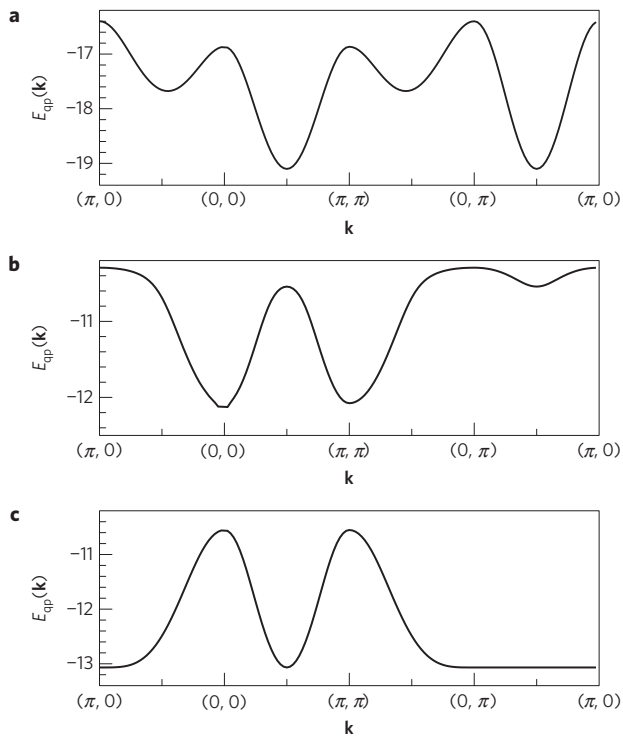 a
−17
−18
−19
E_qp(k)
(π, 0) (0, 0) (π, π) (0, π) (π, 0)
k
b
−11
−12
E_qp(k)
(π, 0) (0, 0) (π, π) (0, π) (π, 0)
k
c
−11
−12
−13
E_qp(k)
(π, 0) (0, 0) (π, π) (0, π) (π, 0)
k